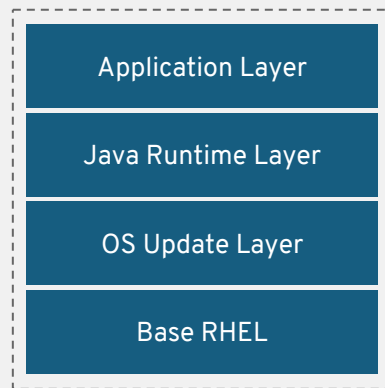 Application Layer
Java Runtime Layer
OS Update Layer
Base RHEL